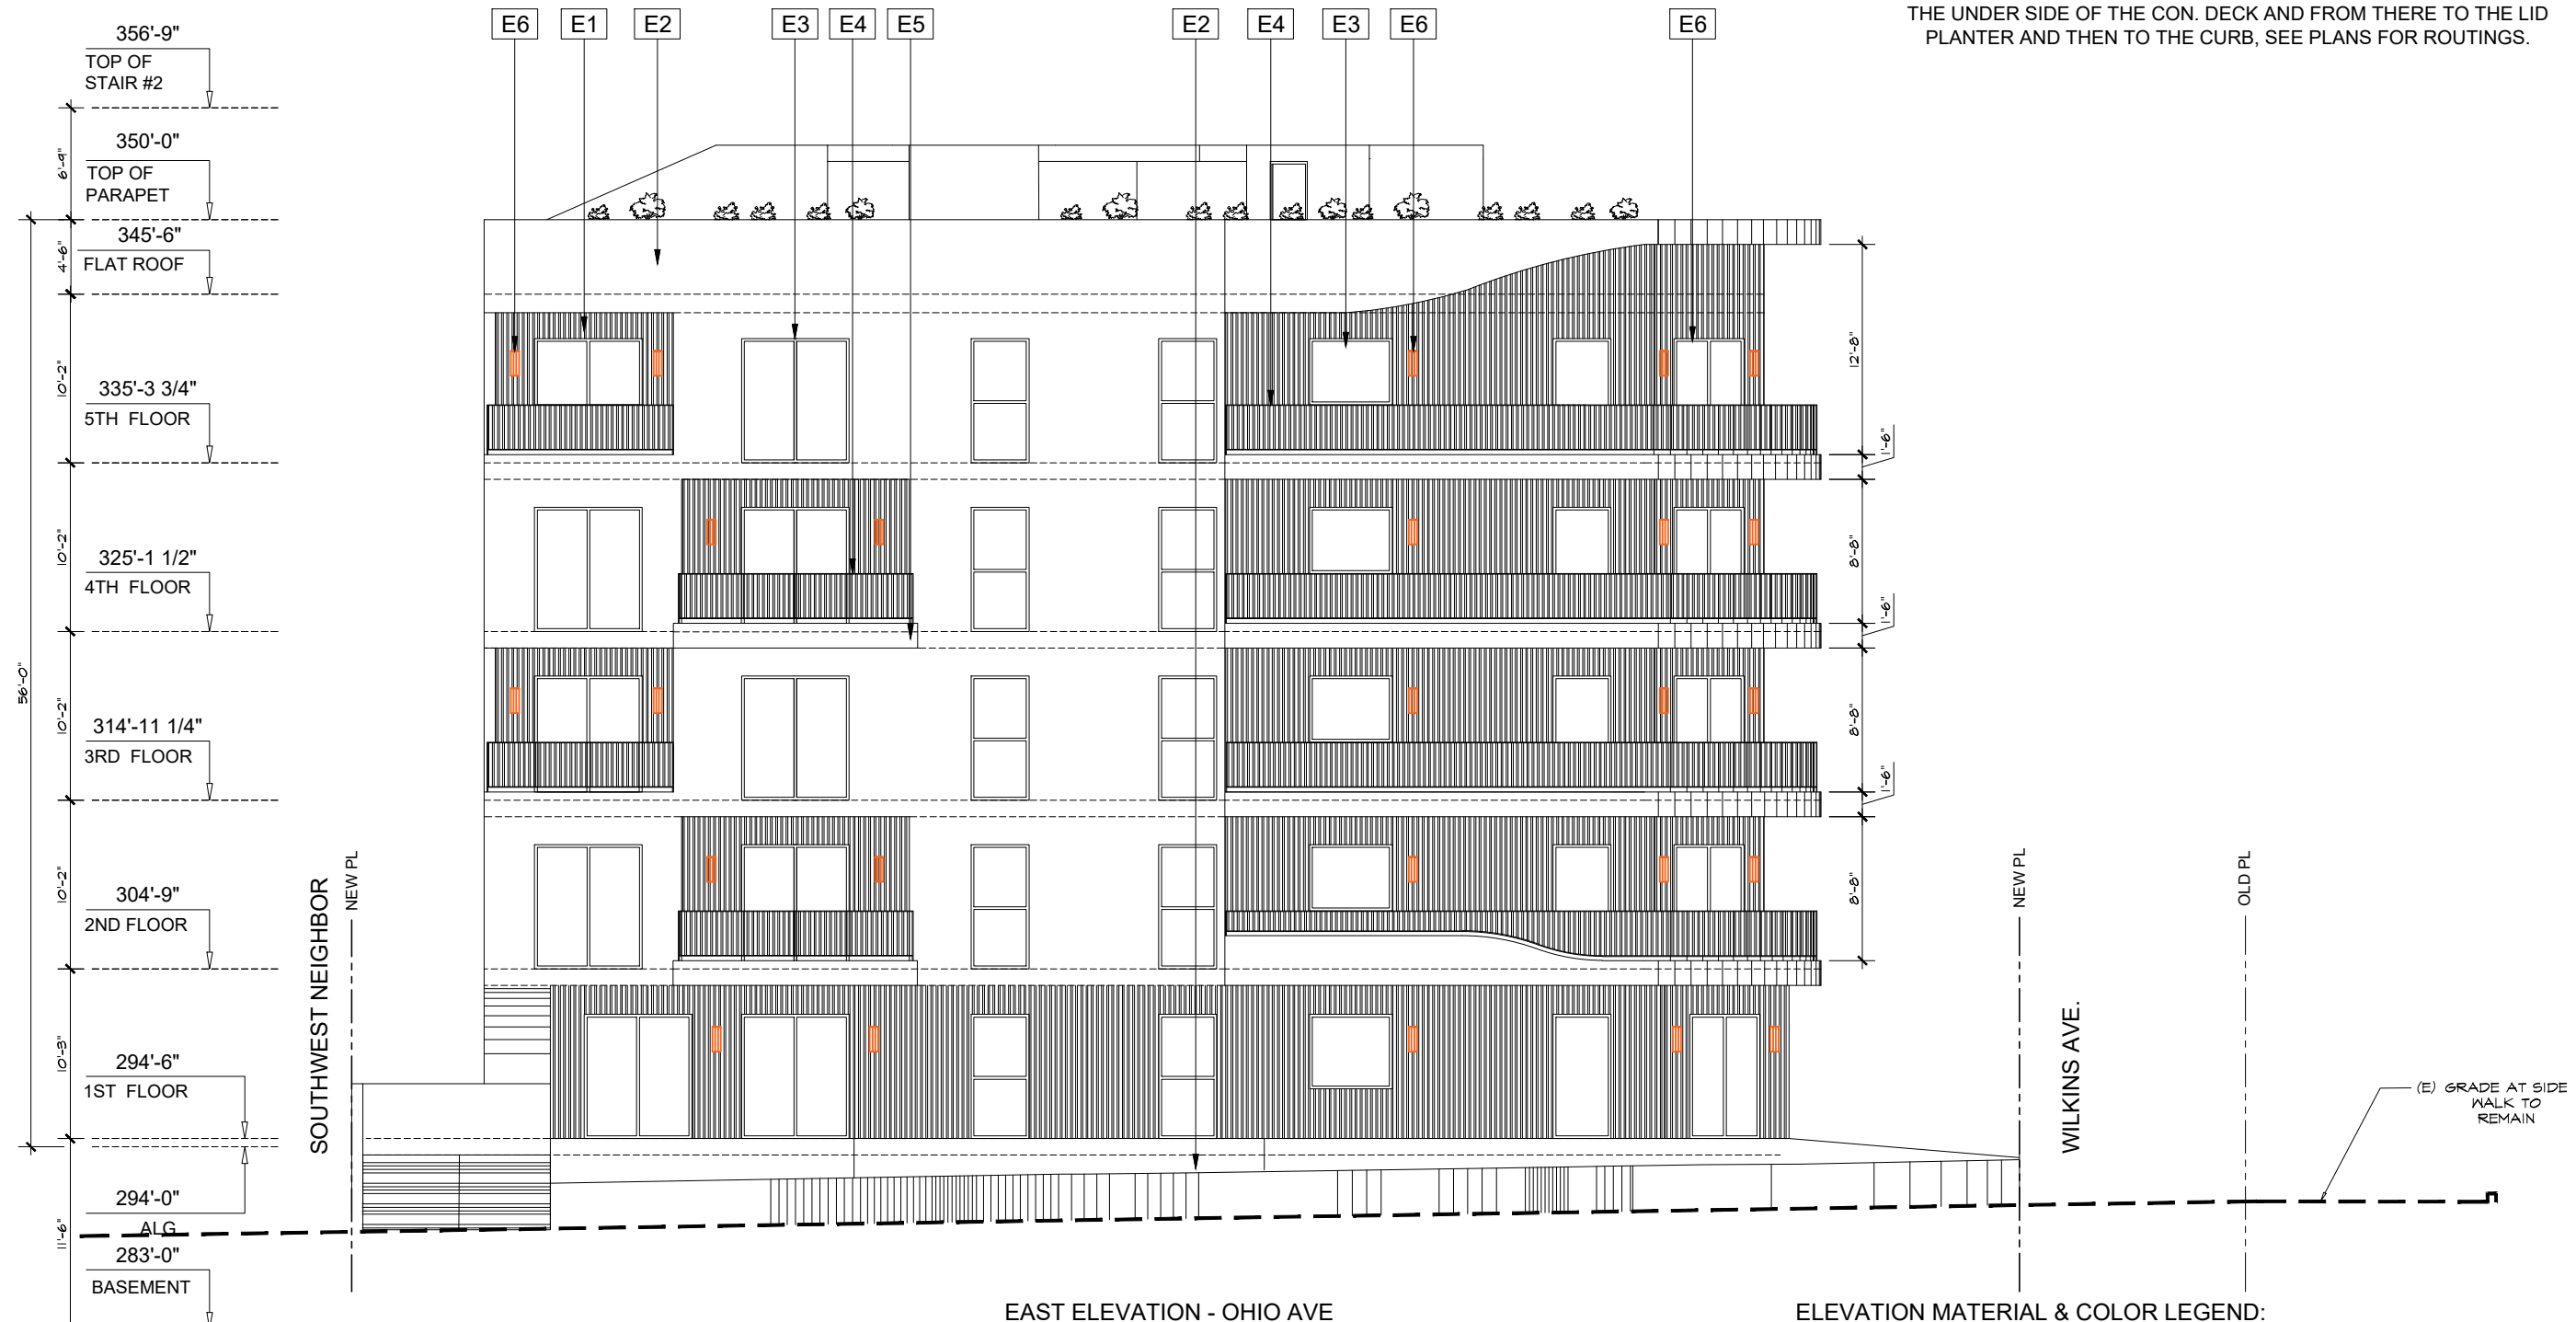 THE UNDER SIDE OF THE CON. DECK AND FROM THERE TO THE LID
PLANTER AND THEN TO THE CURB, SEE PLANS FOR ROUTINGS.
E6
E1
E2
E3
E4
E5
E2
E4
E3
E6
E6
356'-9"
TOP OF
STAIR #2
6'-9"
350'-0"
TOP OF
PARAPET
4'-6"
345'-6"
FLAT ROOF
10'-2"
335'-3 3/4"
5TH FLOOR
10'-2"
325'-1 1/2"
4TH FLOOR
56'-0"
10'-2"
314'-11 1/4"
3RD FLOOR
10'-2"
304'-9"
2ND FLOOR
10'-3"
294'-6"
1ST FLOOR
294'-0"
ALG
11'-6"
283'-0"
BASEMENT
SOUTHWEST NEIGHBOR
NEW PL
12'-8"
1'-6"
8'-8"
1'-6"
8'-8"
1'-6"
8'-8"
NEW PL
WILKINS AVE.
OLD PL
(E) GRADE AT SIDE
WALK TO
REMAIN
EAST ELEVATION - OHIO AVE
ELEVATION MATERIAL & COLOR LEGEND: